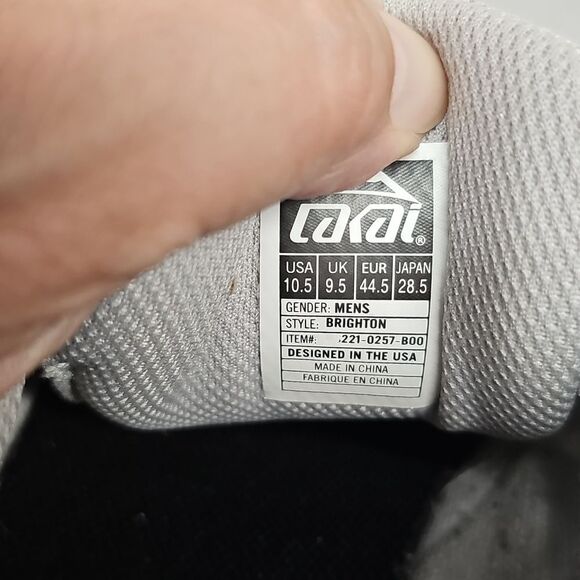 Lakai®
USA UK EUR JAPAN
10.5 9.5 44.5 28.5
GENDER: MENS
STYLE: BRIGHTON
ITEM#: .221-0257-B00
DESIGNED IN THE USA
MADE IN CHINA
FABRIQUE EN CHINA